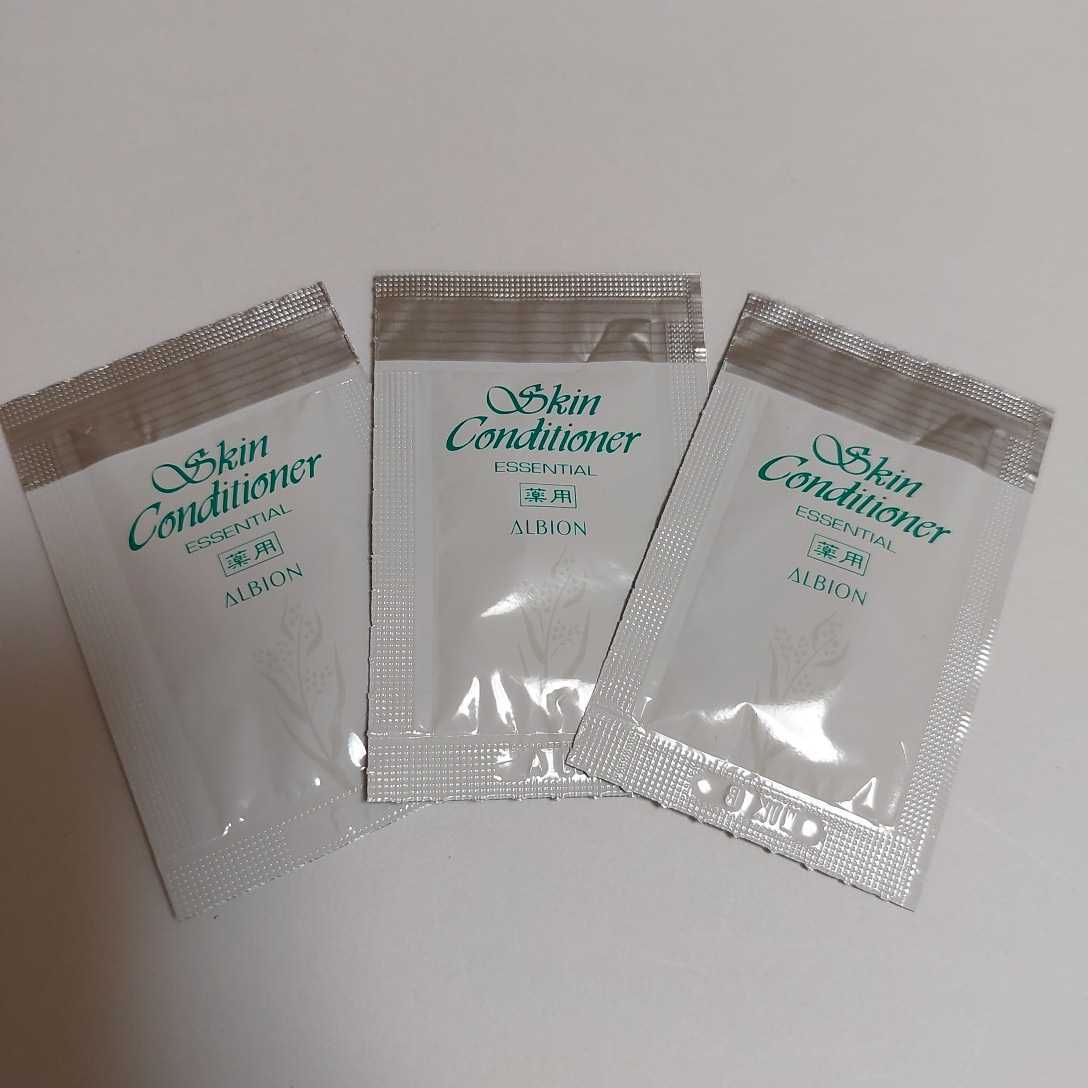 Skin
Conditioner
ESSENTIAL
薬用
ALBION
Skin
Conditioner
ESSENTIAL
薬用
ALBION
Skin
Conditioner
ESSENTIAL
薬用
ALBION